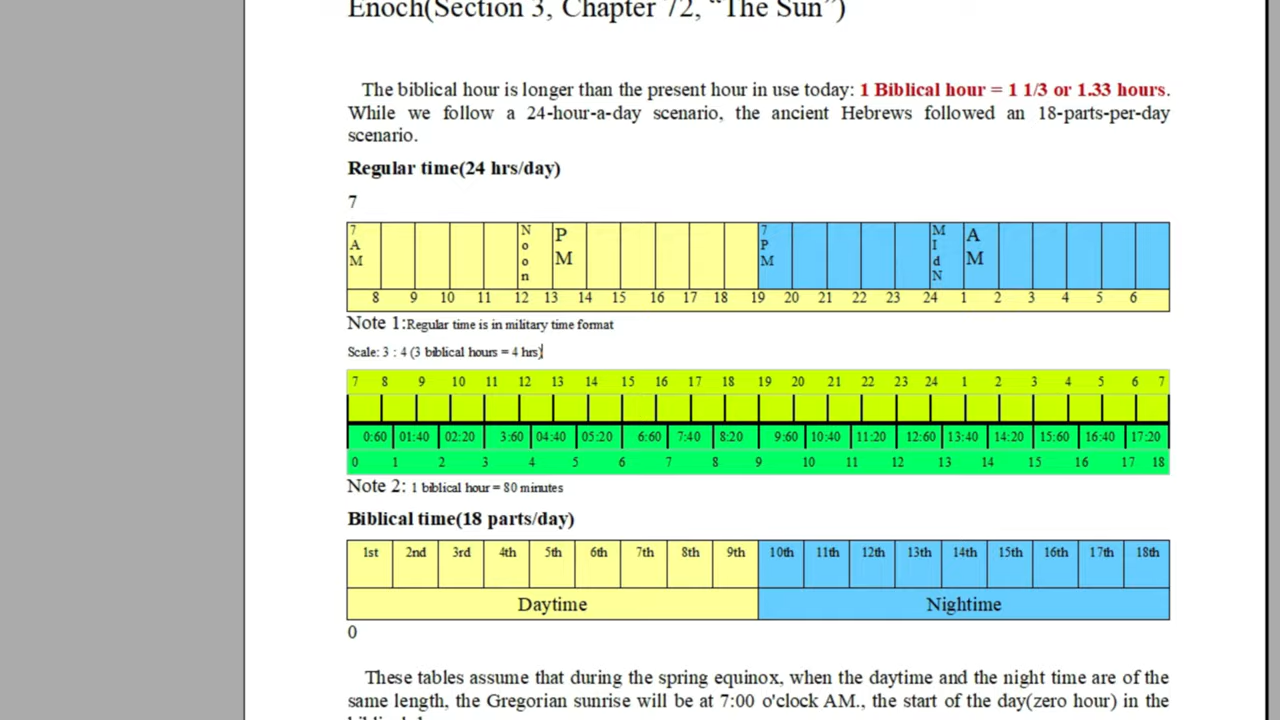 Enoch(Section 3, Chapter 72, “The Sun”)
The biblical hour is longer than the present hour in use today: 1 Biblical hour = 1 1/3 or 1.33 hours.
While we follow a 24-hour-a-day scenario, the ancient Hebrews followed an 18-parts-per-day
scenario.
Regular time(24 hrs/day)
7
7 AM Noon PM 7 PM MIdN AM
8 9 10 11 12 13 14 15 16 17 18 19 20 21 22 23 24 1 2 3 4 5 6
Note 1:Regular time is in military time format
Scale: 3 : 4 (3 biblical hours = 4 hrs)
7 8 9 10 11 12 13 14 15 16 17 18 19 20 21 22 23 24 1 2 3 4 5 6 7
0:60 01:40 02:20 3:60 04:40 05:20 6:60 7:40 8:20 9:60 10:40 11:20 12:60 13:40 14:20 15:60 16:40 17:20
0 1 2 3 4 5 6 7 8 9 10 11 12 13 14 15 16 17 18
Note 2: 1 biblical hour = 80 minutes
Biblical time(18 parts/day)
1st 2nd 3rd 4th 5th 6th 7th 8th 9th 10th 11th 12th 13th 14th 15th 16th 17th 18th
Daytime Nightime
0
These tables assume that during the spring equinox, when the daytime and the night time are of the
same length, the Gregorian sunrise will be at 7:00 o'clock AM., the start of the day(zero hour) in the